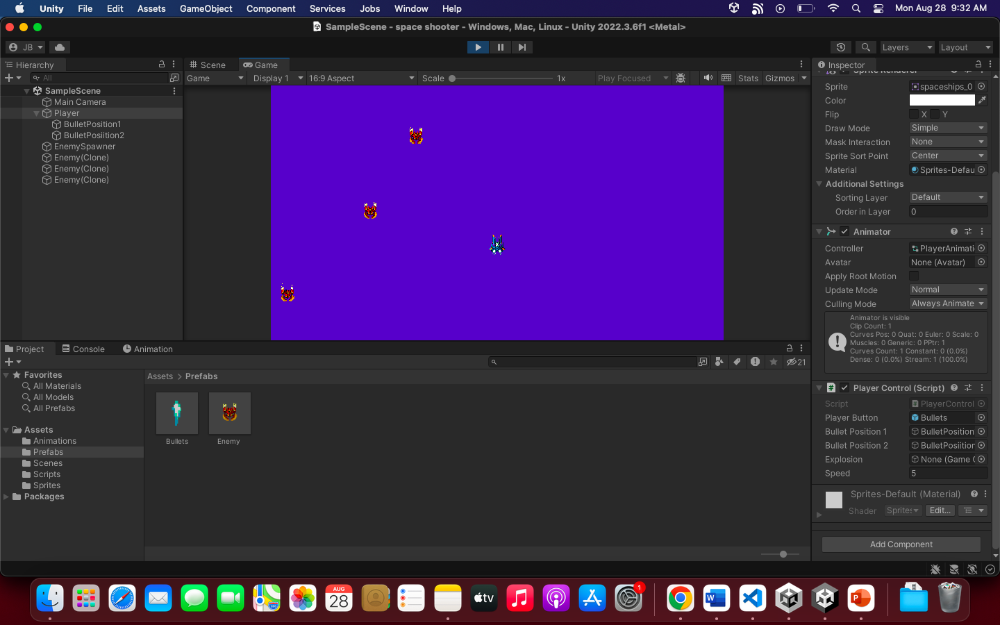 Unity File Edit Assets GameObject Component Services Jobs Window Help Mon Aug 28 9:32 AM
SampleScene - space shooter - Windows, Mac, Linux - Unity 2022.3.6f1 <Metal>
JB Layers Layout
Hierarchy
All
SampleScene
Main Camera
Player
BulletPosition1
BulletPosiition2
EnemySpawner
Enemy(Clone)
Enemy(Clone)
Enemy(Clone)
Scene Game
Game Display 1 16:9 Aspect Scale 1x Play Focused Stats Gizmos
Inspector
Sprite Renderer
Sprite spaceships_0
Color
Flip X Y
Draw Mode Simple
Mask Interaction None
Sprite Sort Point Center
Material Sprites-Defau
Additional Settings
Sorting Layer Default
Order in Layer 0
Animator
Controller PlayerAnimati
Avatar None (Avatar)
Apply Root Motion
Update Mode Normal
Culling Mode Always Animate
Animator is visible
Clip Count: 1
Curves Pos: 0 Quat: 0 Euler: 0 Scale: 0
Muscles: 0 Generic: 0 PPtr: 1
Curves Count: 1 Constant: 0 (0.0%)
Dense: 0 (0.0%) Stream: 1 (100.0%)
Player Control (Script)
Script PlayerControl
Player Button Bullets
Bullet Position 1 BulletPosition
Bullet Position 2 BulletPosiition
Explosion None (Game
Speed 5
Sprites-Default (Material)
Shader Sprites Edit...
Add Component
Project Console Animation
21
Favorites
All Materials
All Models
All Prefabs
Assets
Animations
Prefabs
Scenes
Scripts
Sprites
Packages
Assets > Prefabs
Bullets Enemy
AUG
28
tv
1
W
P